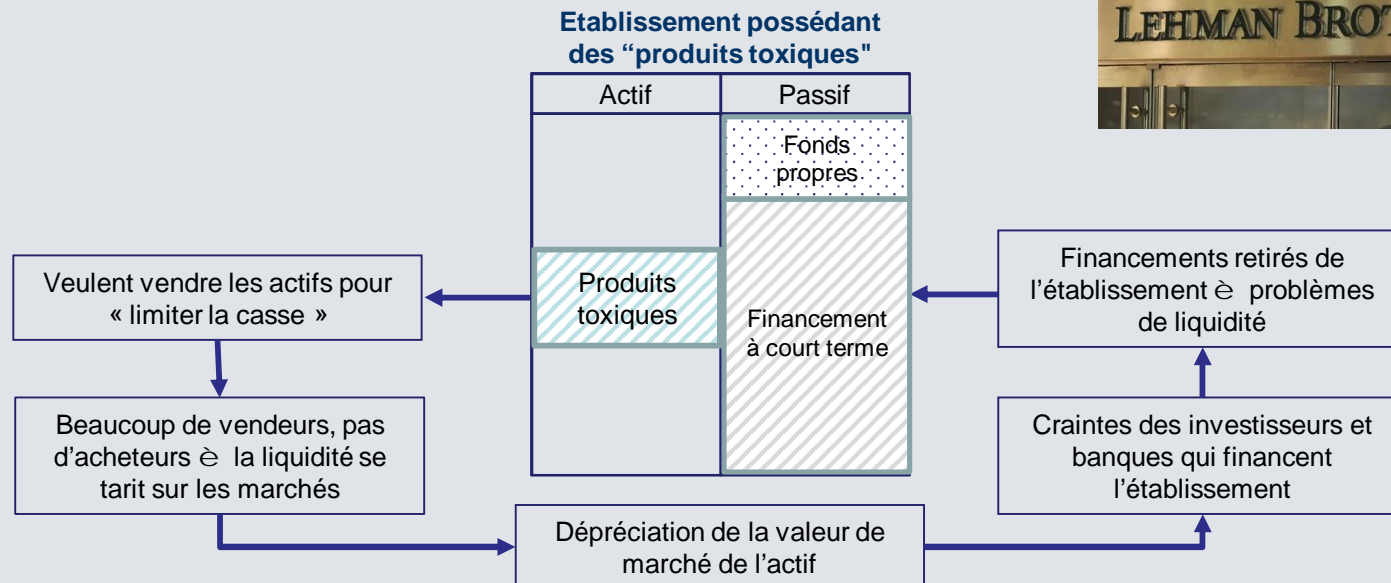 Etablissement possédant
des “produits toxiques"
LEHMAN BROT
Actif
Passif
Fonds
propres
Produits
toxiques
Financement
à court terme
Veulent vendre les actifs pour
« limiter la casse »
Beaucoup de vendeurs, pas
d’acheteurs è la liquidité se
tarit sur les marchés
Dépréciation de la valeur de
marché de l’actif
Craintes des investisseurs et
banques qui financent
l’établissement
Financements retirés de
l’établissement è problèmes
de liquidité